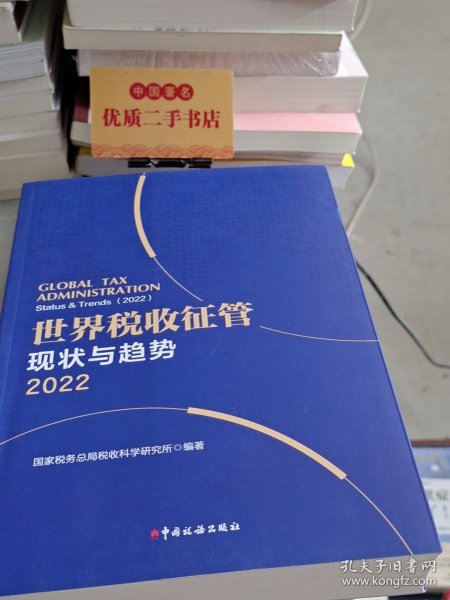 中国著名
优质二手书店
GLOBAL TAX
ADMINISTRATION
Status & Trends（2022）
世界税收征管
现状与趋势
2022
国家税务总局税收科学研究所 编著
中国税务出版社
孔夫子旧书网
www.kongfz.com